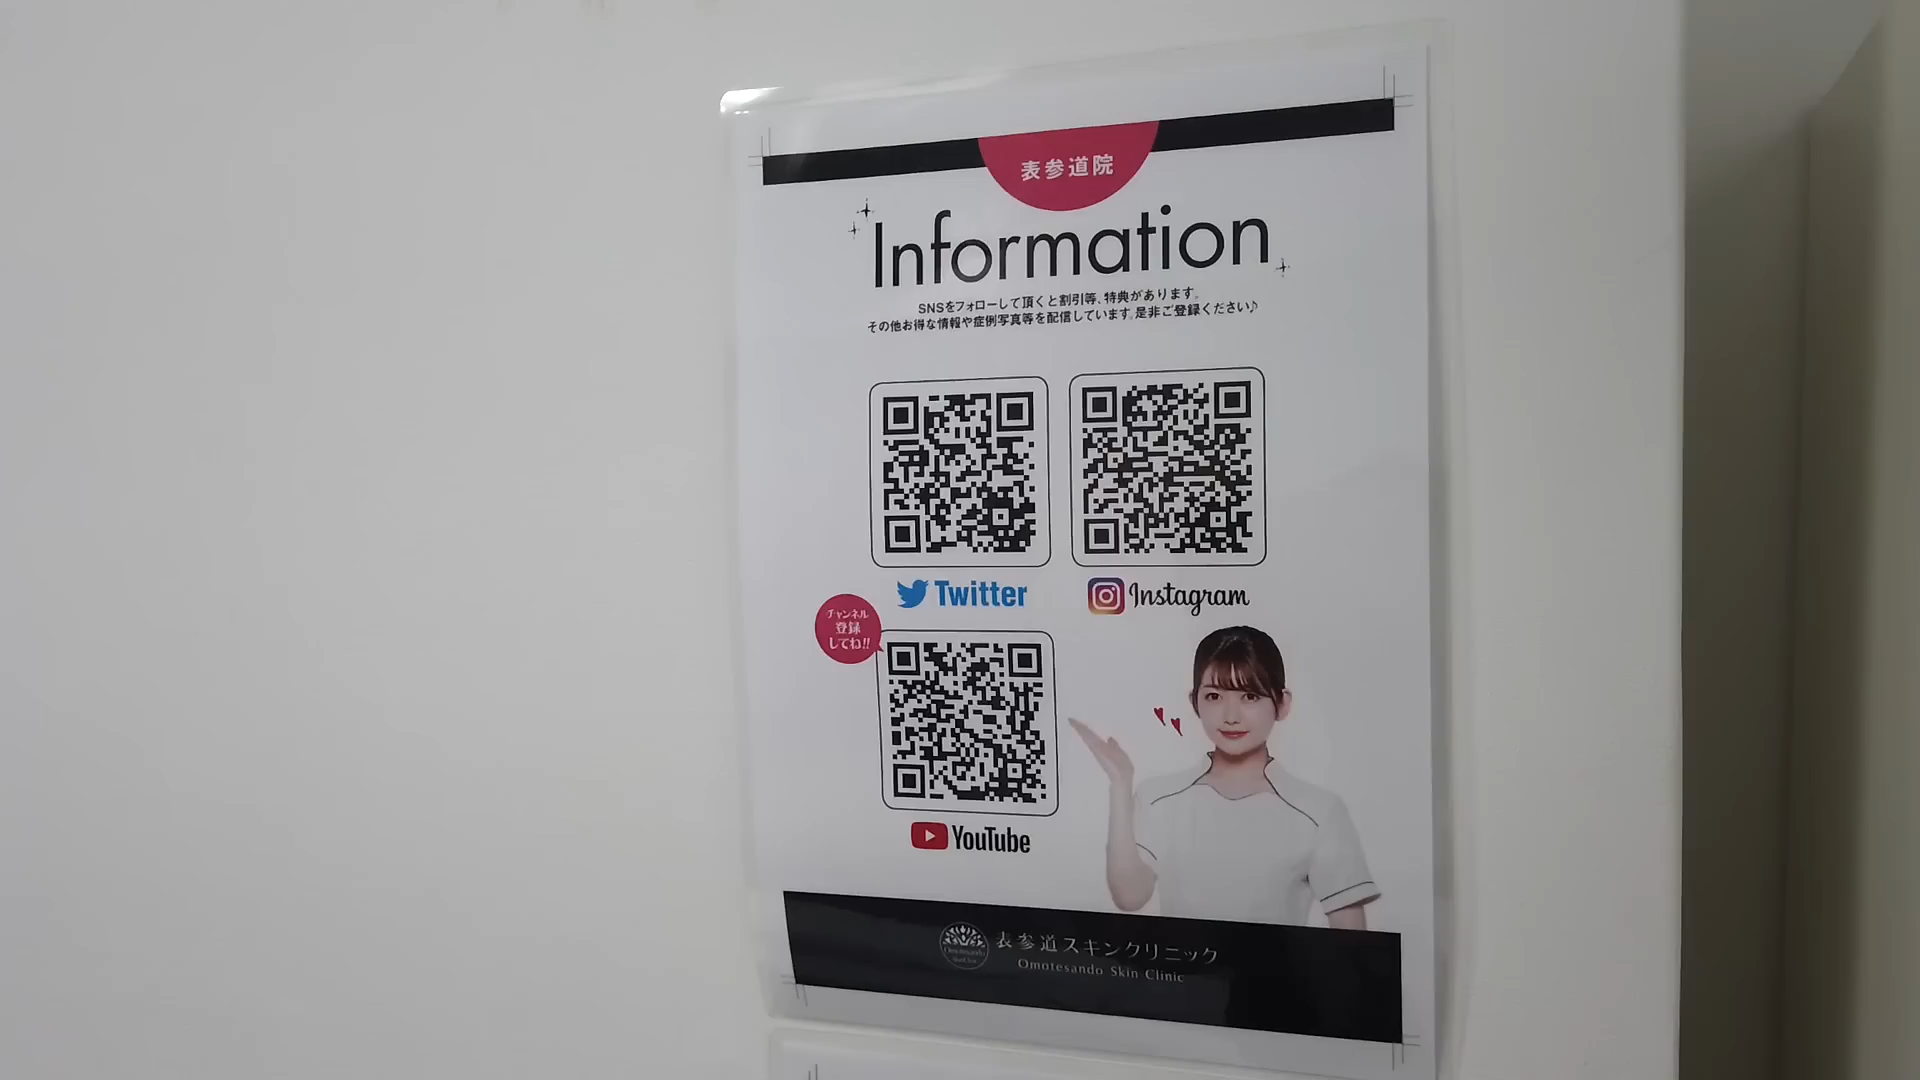 表参道院
Information
SNSをフォローして頂くと割引等、特典があります。
その他お得な情報や症例写真等を配信しています。是非ご登録ください♪
Twitter
Instagram
チャンネル
登録
してね!!
YouTube
表参道スキンクリニック
Omotesando Skin Clinic